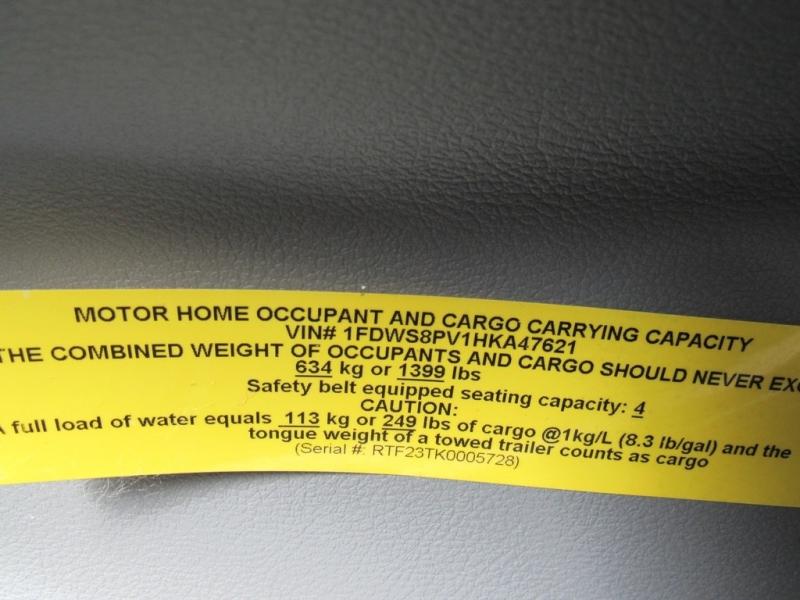 MOTOR HOME OCCUPANT AND CARGO CARRYING CAPACITY
VIN# 1FDWS8PV1HKA47621
THE COMBINED WEIGHT OF OCCUPANTS AND CARGO SHOULD NEVER EXC
634 kg or 1399 lbs
Safety belt equipped seating capacity: 4
CAUTION:
A full load of water equals 113 kg or 249 lbs of cargo @1kg/L (8.3 lb/gal) and the
tongue weight of a towed trailer counts as cargo
(Serial #: RTF23TK0005728)